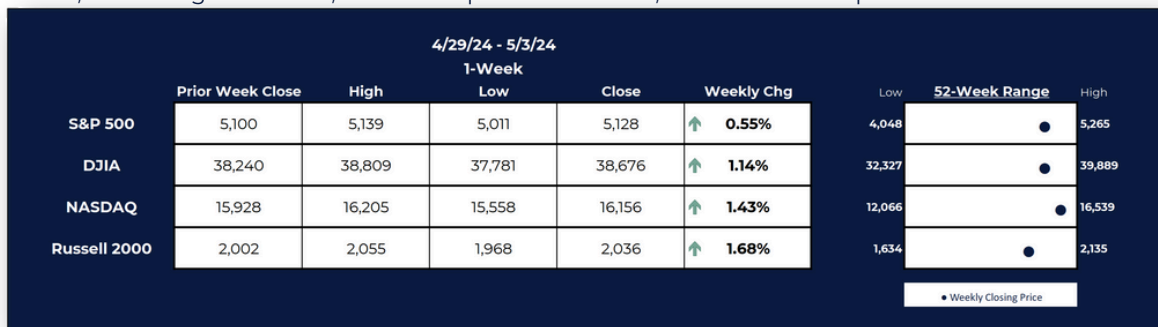 4/29/24 - 5/3/24
1-Week
Prior Week Close High Low Close Weekly Chg Low 52-Week Range High
S&P 500 5,100 5,139 5,011 5,128 0.55% 4,048 5,265
DJIA 38,240 38,809 37,781 38,676 1.14% 32,327 39,889
NASDAQ 15,928 16,205 15,558 16,156 1.43% 12,066 16,539
Russell 2000 2,002 2,055 1,968 2,036 1.68% 1,634 2,135
• Weekly Closing Price